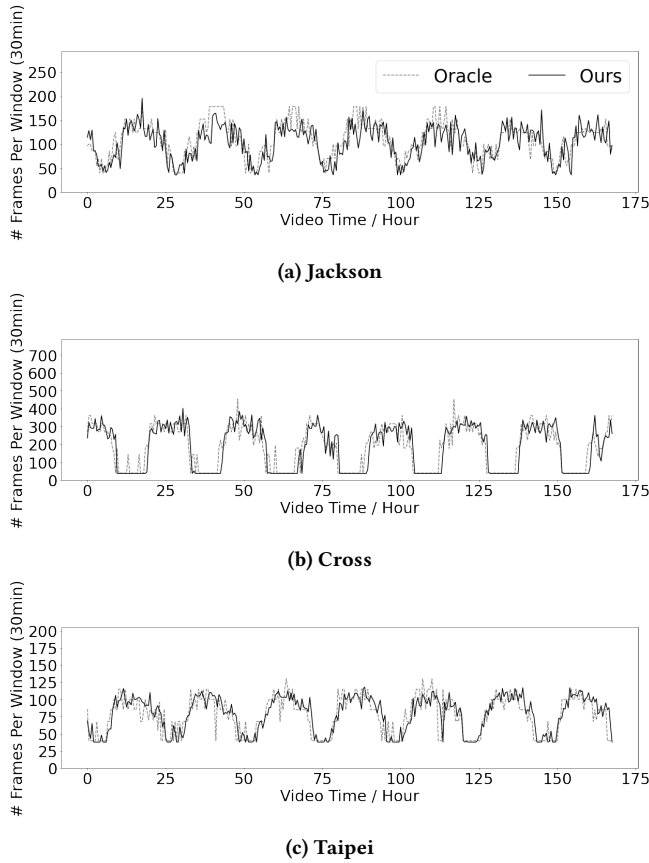 # Frames Per Window (30min)
250
200
150
100
50
0
Oracle
Ours
0 25 50 75 100 125 150 175
Video Time / Hour
(a) Jackson
# Frames Per Window (30min)
700
600
500
400
300
200
100
0
0 25 50 75 100 125 150 175
Video Time / Hour
(b) Cross
# Frames Per Window (30min)
200
175
150
125
100
75
50
25
0
0 25 50 75 100 125 150 175
Video Time / Hour
(c) Taipei